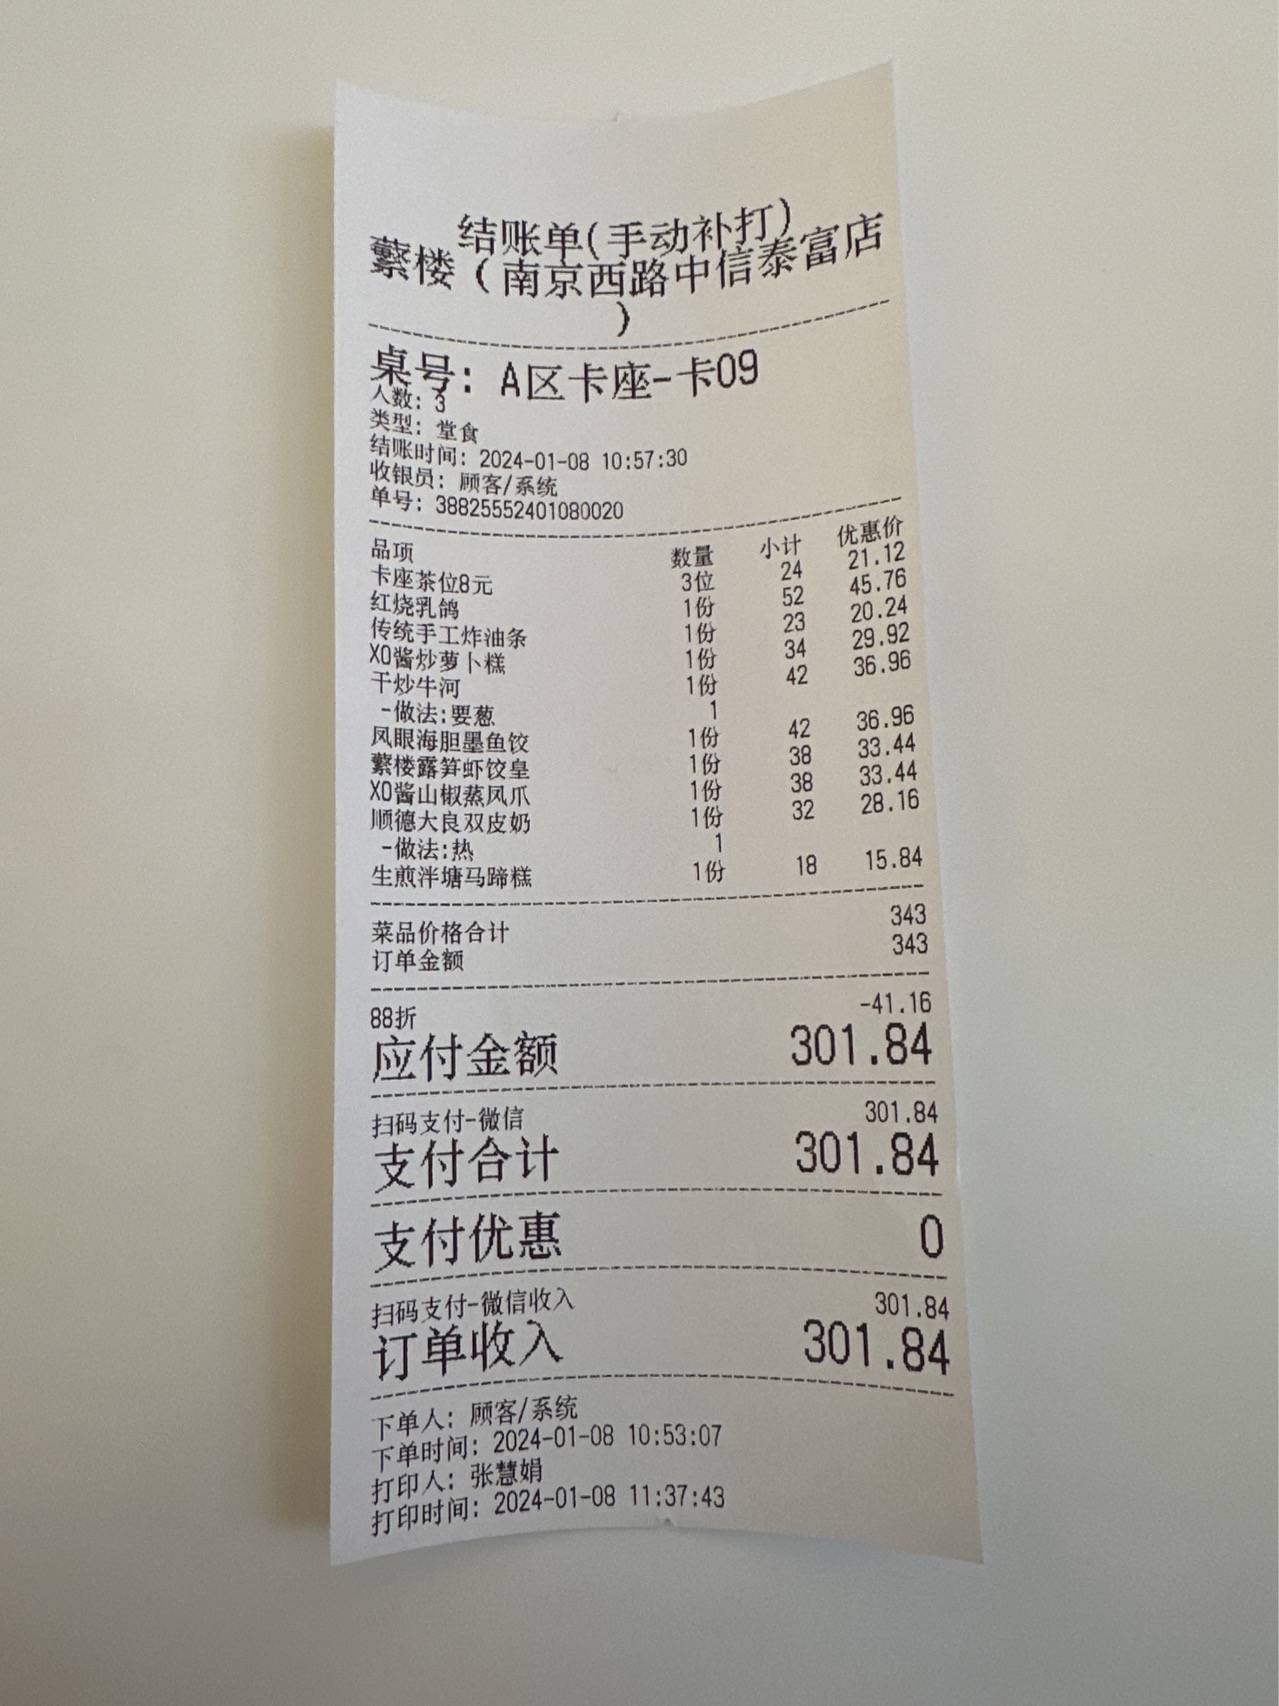 结账单(手动补打)
蘩楼（南京西路中信泰富店
）
桌号: A区卡座-卡09
人数: 3
类型: 堂食
结账时间: 2024-01-08 10:57:30
收银员: 顾客/系统
单号: 38825552401080020
品项 数量 小计 优惠价
卡座茶位8元 3位 24 21.12
红烧乳鸽 1份 52 45.76
传统手工炸油条 1份 23 20.24
XO酱炒萝卜糕 1份 34 29.92
干炒牛河 1份 42 36.96
-做法:要葱 1
凤眼海胆墨鱼饺 1份 42 36.96
蘩楼露笋虾饺皇 1份 38 33.44
XO酱山椒蒸凤爪 1份 38 33.44
顺德大良双皮奶 1份 32 28.16
-做法:热 1
生煎泮塘马蹄糕 1份 18 15.84
菜品价格合计 343
订单金额 343
88折 -41.16
应付金额 301.84
扫码支付-微信 301.84
支付合计 301.84
支付优惠 0
扫码支付-微信收入 301.84
订单收入 301.84
下单人: 顾客/系统
下单时间: 2024-01-08 10:53:07
打印人: 张慧娟
打印时间: 2024-01-08 11:37:43